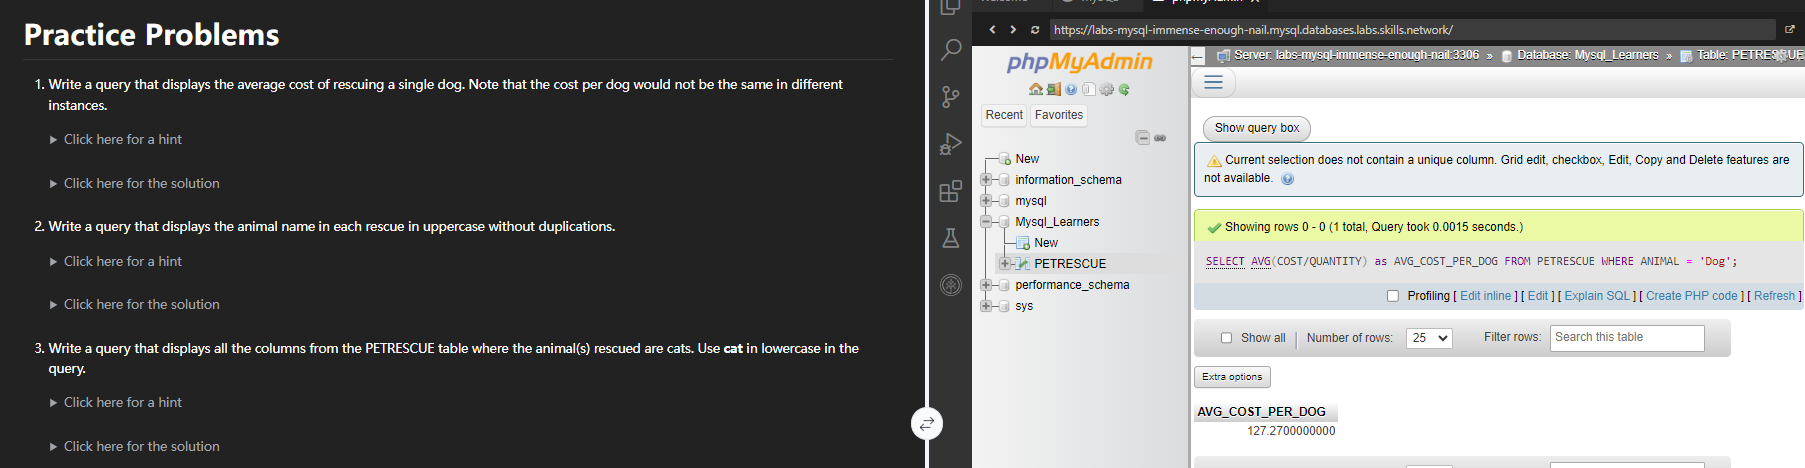 Practice Problems
1. Write a query that displays the average cost of rescuing a single dog. Note that the cost per dog would not be the same in different
instances.
Click here for a hint
Click here for the solution
2. Write a query that displays the animal name in each rescue in uppercase without duplications.
Click here for a hint
Click here for the solution
3. Write a query that displays all the columns from the PETRESCUE table where the animal(s) rescued are cats. Use cat in lowercase in the
query.
Click here for a hint
Click here for the solution
https://labs-mysql-immense-enough-nail.mysql.databases.labs.skills.network/
phpMyAdmin
Recent Favorites
New
information_schema
mysql
Mysql_Learners
New
PETRESCUE
performance_schema
sys
Server: labs-mysql-immense-enough-nail:3306 » Database: Mysql_Learners » Table: PETRESCUE
Show query box
Current selection does not contain a unique column. Grid edit, checkbox, Edit, Copy and Delete features are
not available.
Showing rows 0 - 0 (1 total, Query took 0.0015 seconds.)
SELECT AVG(COST/QUANTITY) as AVG_COST_PER_DOG FROM PETRESCUE WHERE ANIMAL = 'Dog';
Profiling [ Edit inline ] [ Edit ] [ Explain SQL ] [ Create PHP code ] [ Refresh ]
Show all Number of rows: 25 Filter rows: Search this table
Extra options
AVG_COST_PER_DOG
127.2700000000